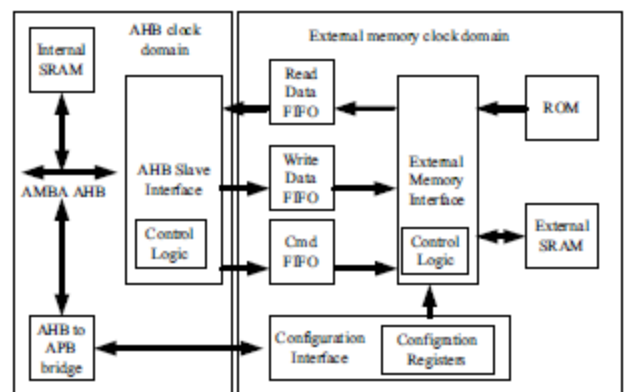 AHB clock
domain
External memory clock domain
Internal
SRAM
Read
Data
FIFO
ROM
AHB Slave
Interface
Write
Data
FIFO
External
Memory
Interface
AMBA AHB
Control
Logic
Cmd
FIFO
Control
Logic
External
SRAM
AHB to
APB
bridge
Configuration
Interface
Configration
Registers